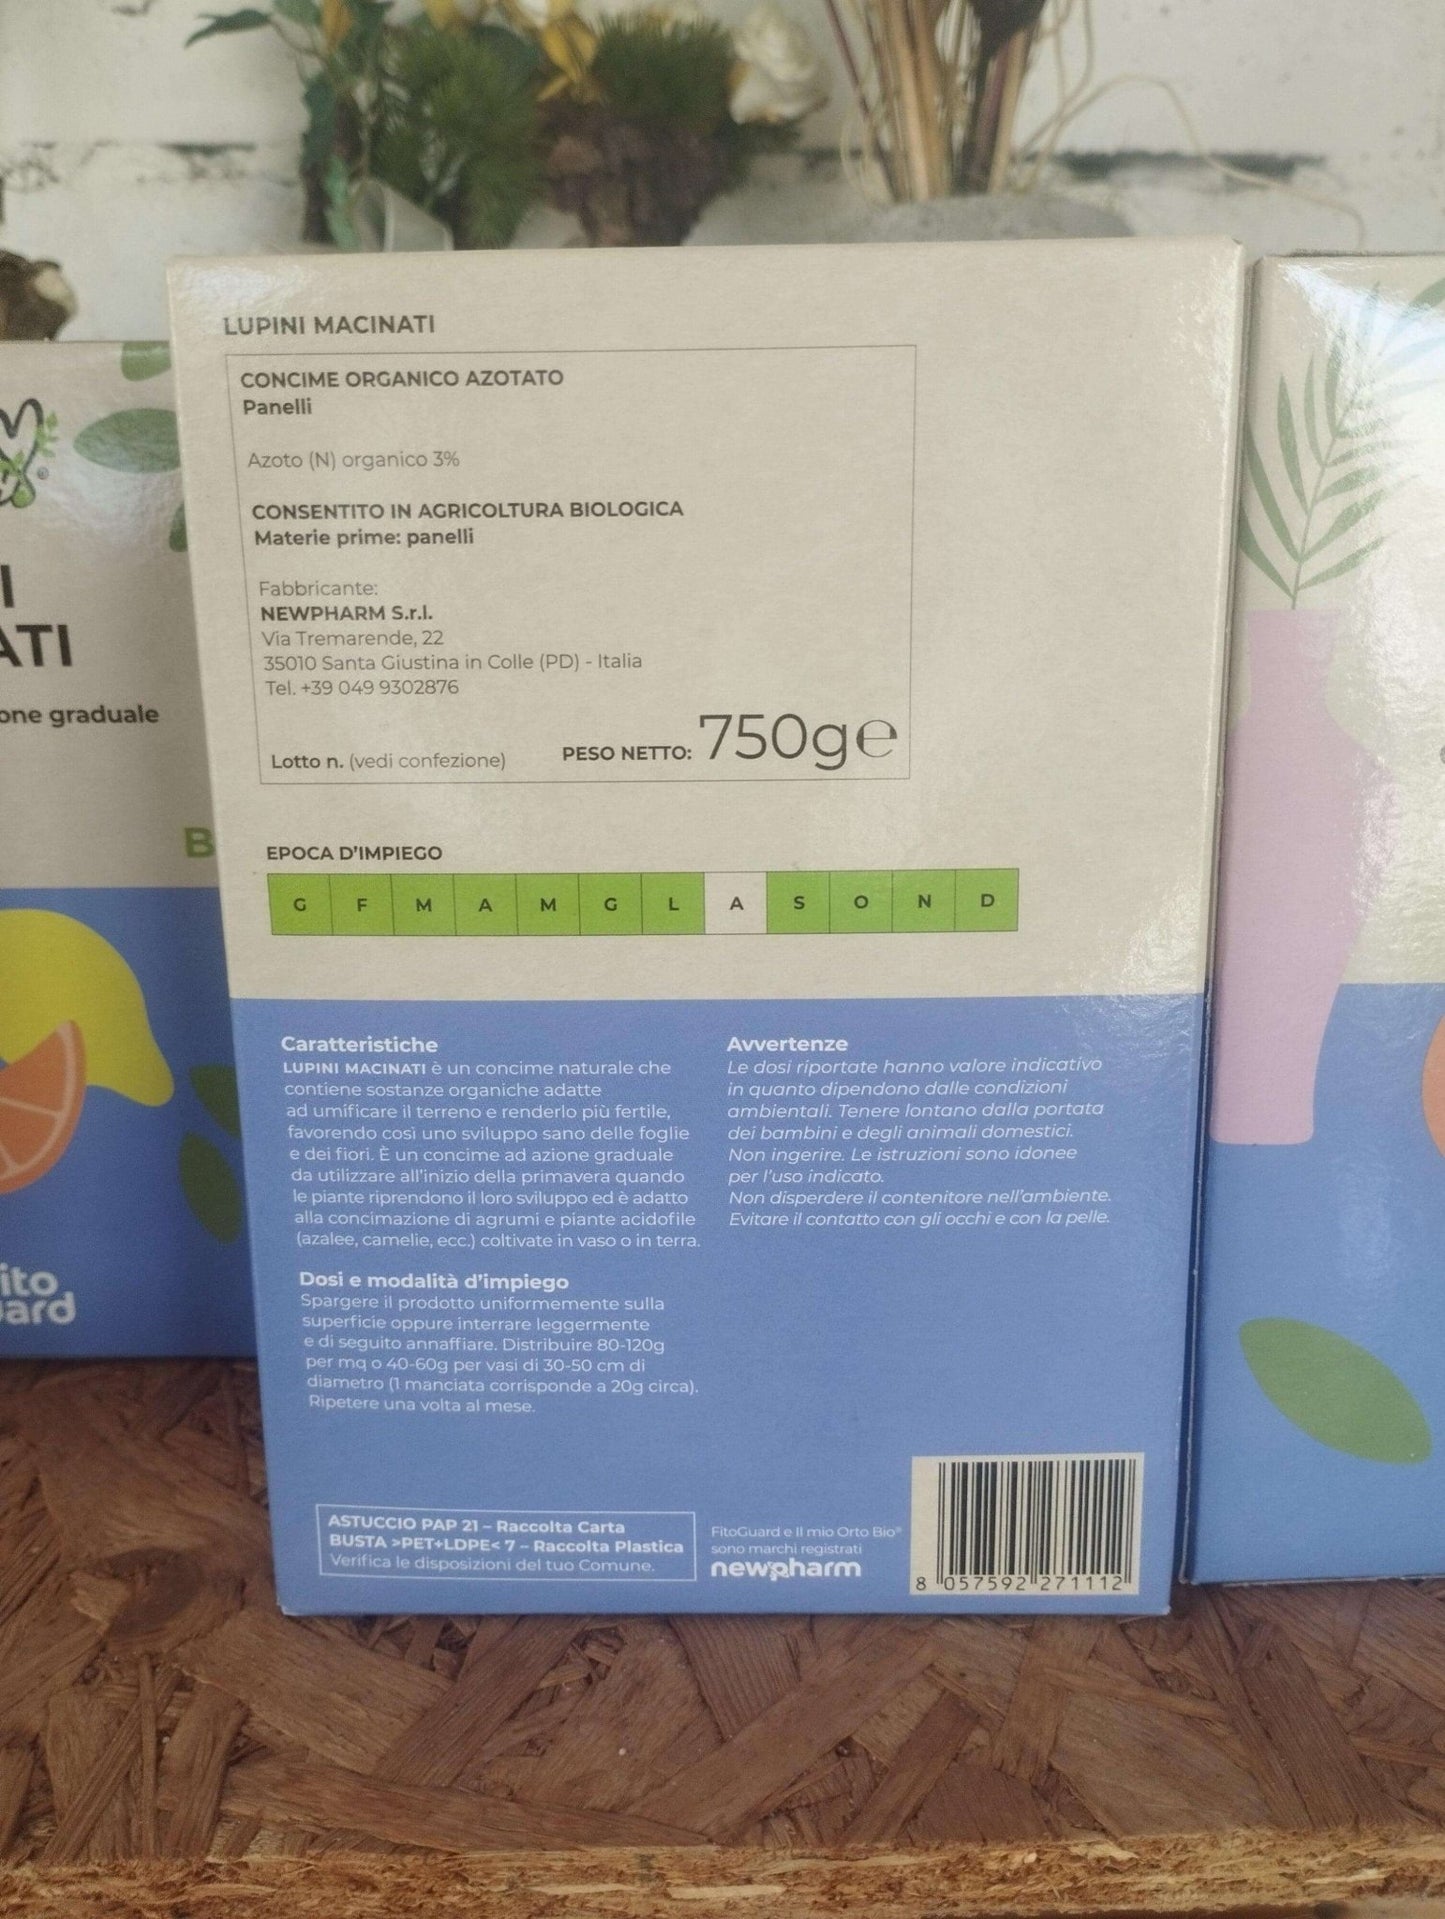 LUPINI MACINATI
CONCIME ORGANICO AZOTATO
Panelli
Azoto (N) organico 3%
CONSENTITO IN AGRICOLTURA BIOLOGICA
Materie prime: panelli
Fabbricante:
NEWPHARM S.r.l.
Via Tremarende, 22
35010 Santa Giustina in Colle (PD) - Italia
Tel. +39 049 9302876
Lotto n. (vedi confezione)
PESO NETTO: 750g℮
EPOCA D'IMPIEGO
G F M A M G L A S O N D
Caratteristiche
LUPINI MACINATI è un concime naturale che
contiene sostanze organiche adatte
ad umificare il terreno e renderlo più fertile,
favorendo così uno sviluppo sano delle foglie
e dei fiori. È un concime ad azione graduale
da utilizzare all'inizio della primavera quando
le piante riprendono il loro sviluppo ed è adatto
alla concimazione di agrumi e piante acidofile
(azalee, camelie, ecc.) coltivate in vaso o in terra.
Dosi e modalità d'impiego
Spargere il prodotto uniformemente sulla
superficie oppure interrare leggermente
e di seguito annaffiare. Distribuire 80-120g
per mq o 40-60g per vasi di 30-50 cm di
diametro (1 manciata corrisponde a 20g circa).
Ripetere una volta al mese.
Avvertenze
Le dosi riportate hanno valore indicativo
in quanto dipendono dalle condizioni
ambientali. Tenere lontano dalla portata
dei bambini e degli animali domestici.
Non ingerire. Le istruzioni sono idonee
per l'uso indicato.
Non disperdere il contenitore nell'ambiente.
Evitare il contatto con gli occhi e con la pelle.
ASTUCCIO PAP 21 – Raccolta Carta
BUSTA >PET+LDPE< 7 – Raccolta Plastica
Verifica le disposizioni del tuo Comune.
FitoGuard e Il mio Orto Bio®
sono marchi registrati
newpharm
8 057592 271112
I
ATI
one graduale
B
ito
ard